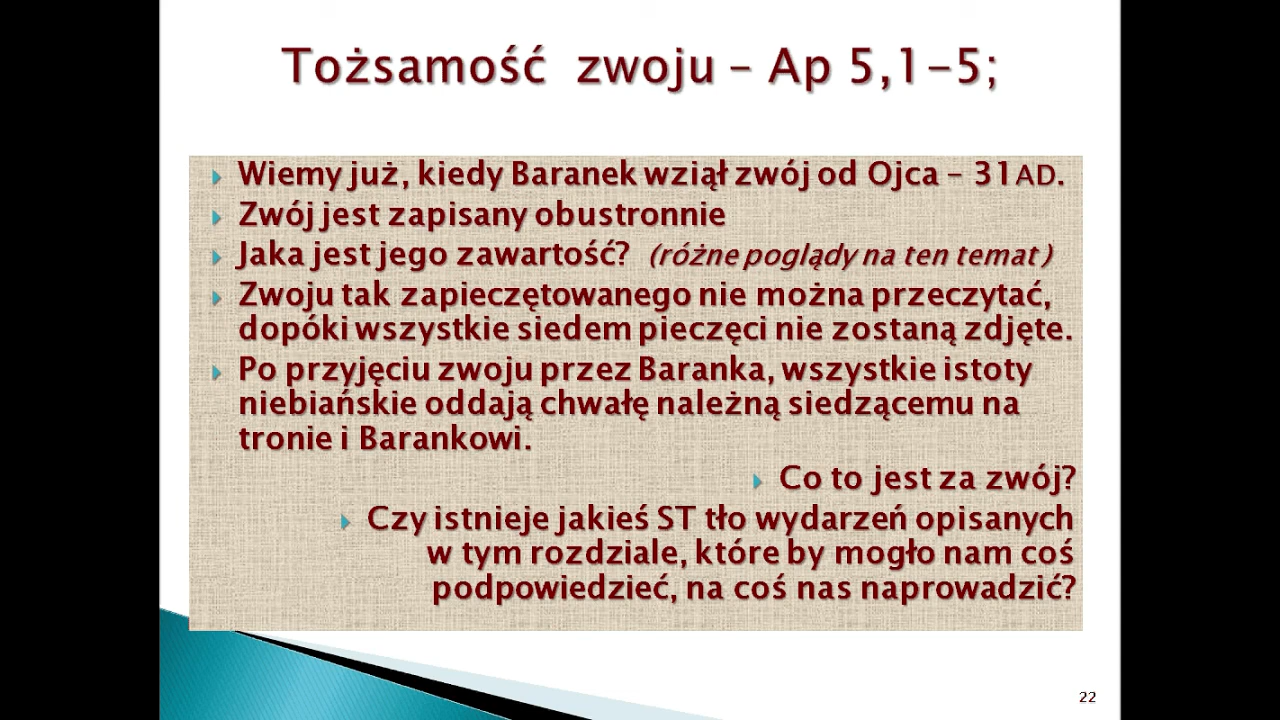 Tożsamość zwoju – Ap 5,1-5;
Wiemy już, kiedy Baranek wziął zwój od Ojca – 31AD.
Zwój jest zapisany obustronnie
Jaka jest jego zawartość? (różne poglądy na ten temat)
Zwoju tak zapieczętowanego nie można przeczytać,
dopóki wszystkie siedem pieczęci nie zostaną zdjęte.
Po przyjęciu zwoju przez Baranka, wszystkie istoty
niebiańskie oddają chwałę należną siedzącemu na
tronie i Barankowi.
Co to jest za zwój?
Czy istnieje jakieś ST tło wydarzeń opisanych
w tym rozdziale, które by mogło nam coś
podpowiedzieć, na coś nas naprowadzić?
22